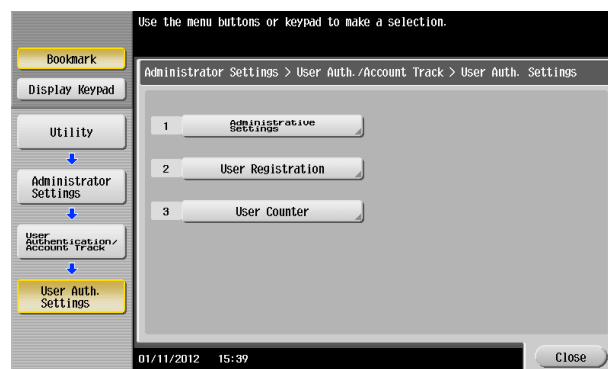 Use the menu buttons or keypad to make a selection.
Bookmark
Display Keypad
Utility
Administrator
Settings
User
Authentication/
Account Track
User Auth.
Settings
Administrator Settings > User Auth./Account Track > User Auth. Settings
1 Administrative
Settings
2 User Registration
3 User Counter
01/11/2012 15:39
Close